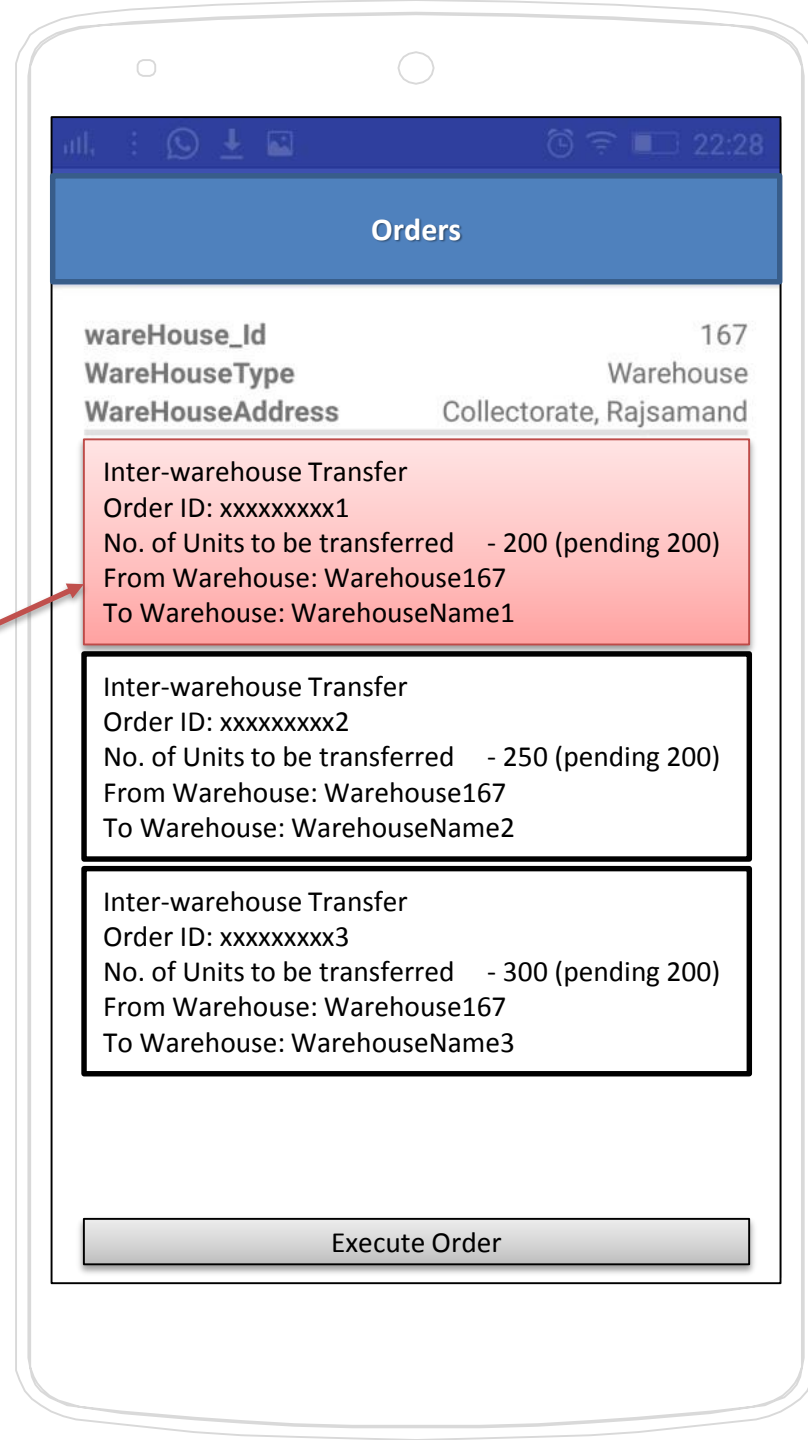 22:28
Orders
wareHouse_Id 167
WareHouseType Warehouse
WareHouseAddress Collectorate, Rajsamand
Inter-warehouse Transfer
Order ID: xxxxxxxxx1
No. of Units to be transferred - 200 (pending 200)
From Warehouse: Warehouse167
To Warehouse: WarehouseName1
Inter-warehouse Transfer
Order ID: xxxxxxxxx2
No. of Units to be transferred - 250 (pending 200)
From Warehouse: Warehouse167
To Warehouse: WarehouseName2
Inter-warehouse Transfer
Order ID: xxxxxxxxx3
No. of Units to be transferred - 300 (pending 200)
From Warehouse: Warehouse167
To Warehouse: WarehouseName3
Execute Order